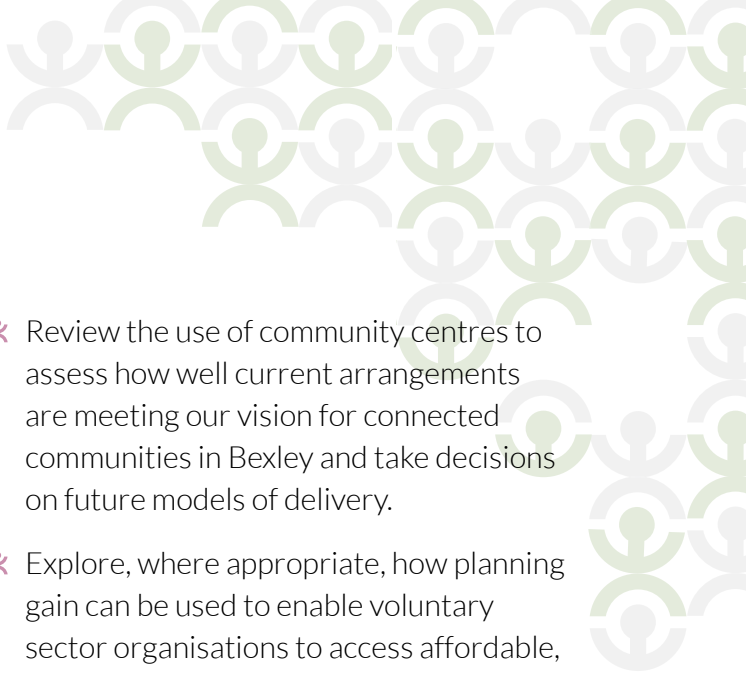 Review the use of community centres to
assess how well current arrangements
are meeting our vision for connected
communities in Bexley and take decisions
on future models of delivery.
Explore, where appropriate, how planning
gain can be used to enable voluntary
sector organisations to access affordable,